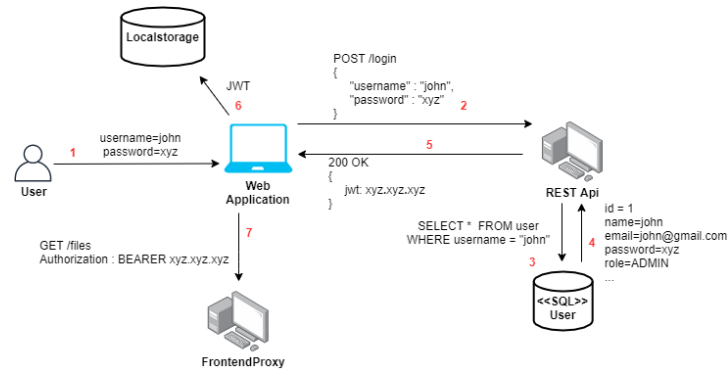 Localstorage
JWT
6
POST /login
{
"username" : "john",
"password" : "xyz"
}
2
1
username=john
password=xyz
User
Web
Application
5
200 OK
{
jwt: xyz.xyz.xyz
}
REST Api
7
GET /files
Authorization : BEARER xyz.xyz.xyz
FrontendProxy
SELECT * FROM user
WHERE username = "john"
3
4
id = 1
name=john
email=john@gmail.com
password=xyz
role=ADMIN
...
<<SQL>>
User